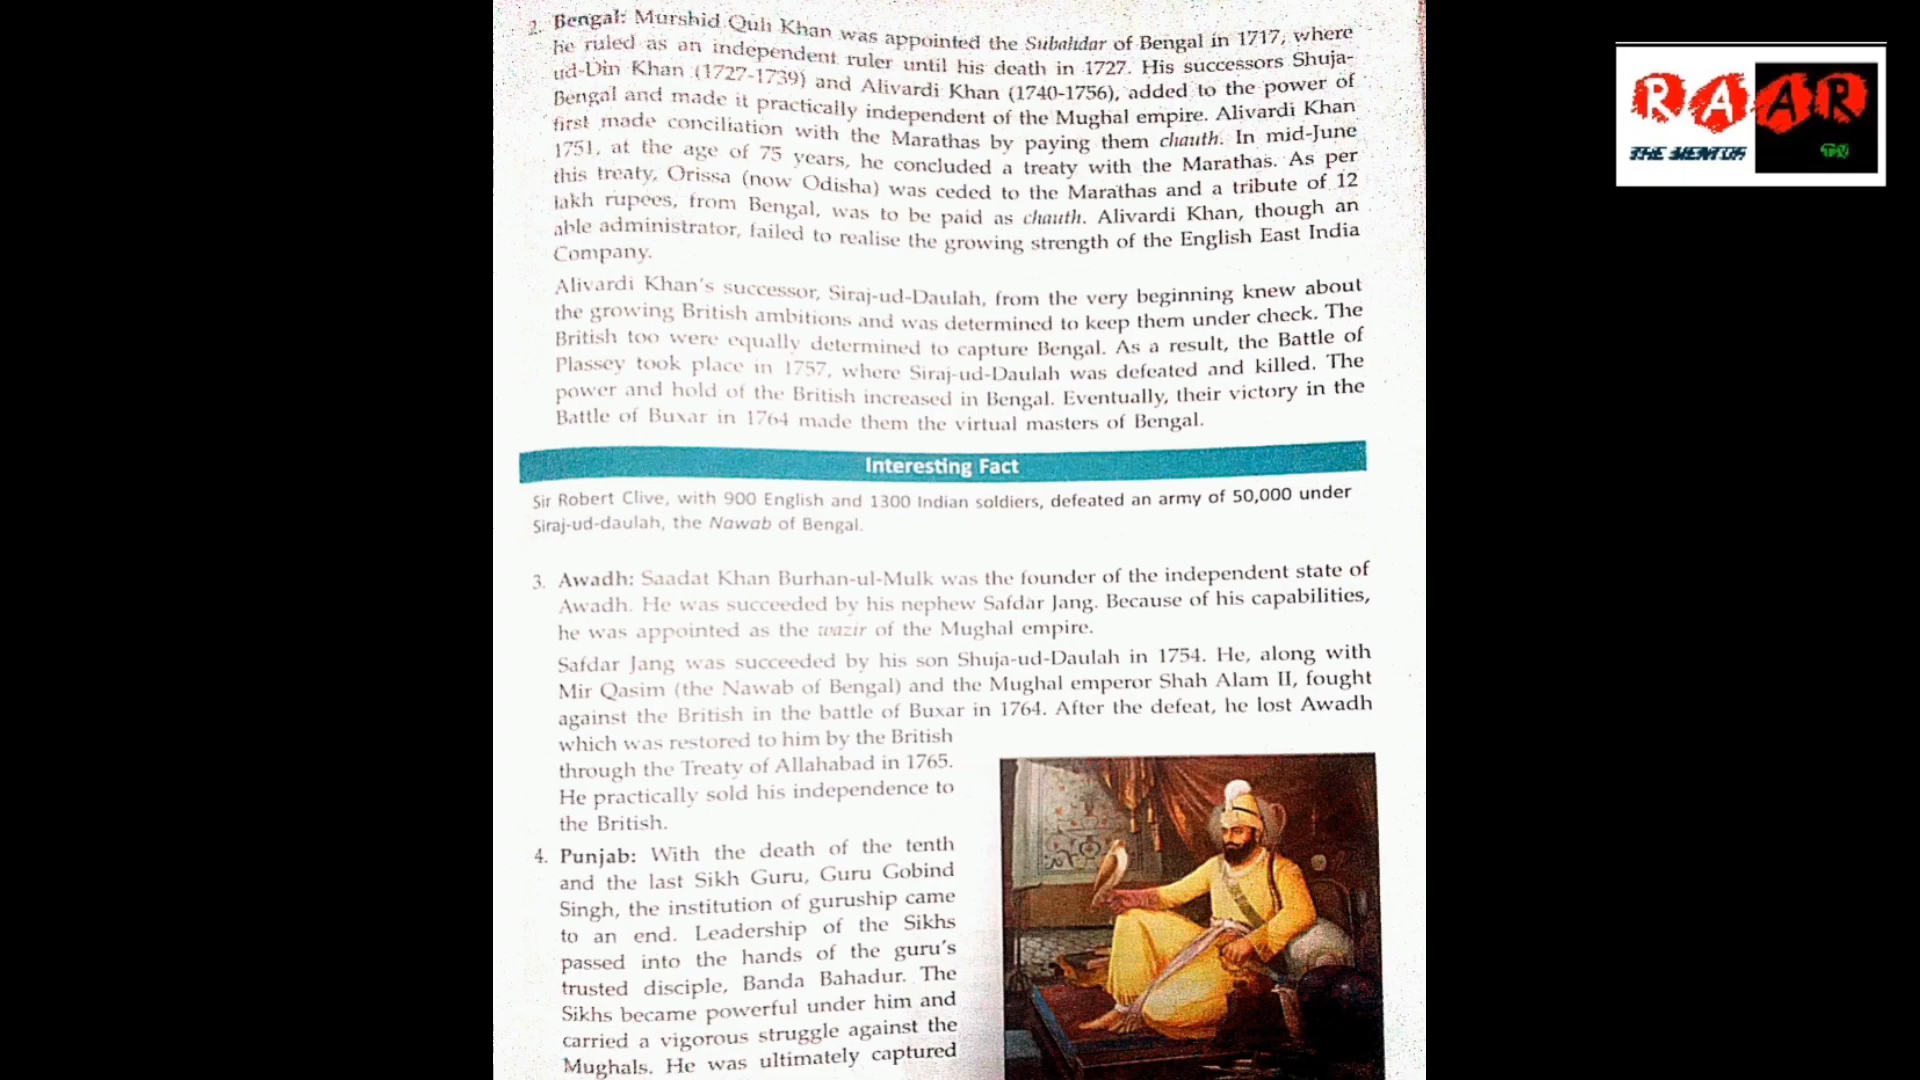 2. Bengal: Murshid Quli Khan was appointed the Subahdar of Bengal in 1717, where
he ruled as an independent ruler until his death in 1727. His successors Shuja-
ud-Din Khan (1727-1739) and Alivardi Khan (1740-1756), added to the power of
Bengal and made it practically independent of the Mughal empire. Alivardi Khan
first made conciliation with the Marathas by paying them chauth. In mid-June
1751, at the age of 75 years, he concluded a treaty with the Marathas. As per
this treaty, Orissa (now Odisha) was ceded to the Marathas and a tribute of 12
lakh rupees, from Bengal, was to be paid as chauth. Alivardi Khan, though an
able administrator, failed to realise the growing strength of the English East India
Company.
Alivardi Khan's successor, Siraj-ud-Daulah, from the very beginning knew about
the growing British ambitions and was determined to keep them under check. The
British too were equally determined to capture Bengal. As a result, the Battle of
Plassey took place in 1757, where Siraj-ud-Daulah was defeated and killed. The
power and hold of the British increased in Bengal. Eventually, their victory in the
Battle of Buxar in 1764 made them the virtual masters of Bengal.
Interesting Fact
Sir Robert Clive, with 900 English and 1300 Indian soldiers, defeated an army of 50,000 under
Siraj-ud-daulah, the Nawab of Bengal.
3. Awadh: Saadat Khan Burhan-ul-Mulk was the founder of the independent state of
Awadh. He was succeeded by his nephew Safdar Jang. Because of his capabilities,
he was appointed as the wazir of the Mughal empire.
Safdar Jang was succeeded by his son Shuja-ud-Daulah in 1754. He, along with
Mir Qasim (the Nawab of Bengal) and the Mughal emperor Shah Alam II, fought
against the British in the battle of Buxar in 1764. After the defeat, he lost Awadh
which was restored to him by the British
through the Treaty of Allahabad in 1765.
He practically sold his independence to
the British.
4. Punjab: With the death of the tenth
and the last Sikh Guru, Guru Gobind
Singh, the institution of guruship came
to an end. Leadership of the Sikhs
passed into the hands of the guru's
trusted disciple, Banda Bahadur. The
Sikhs became powerful under him and
carried a vigorous struggle against the
Mughals. He was ultimately captured
RAAR
THE MENTOR
TV